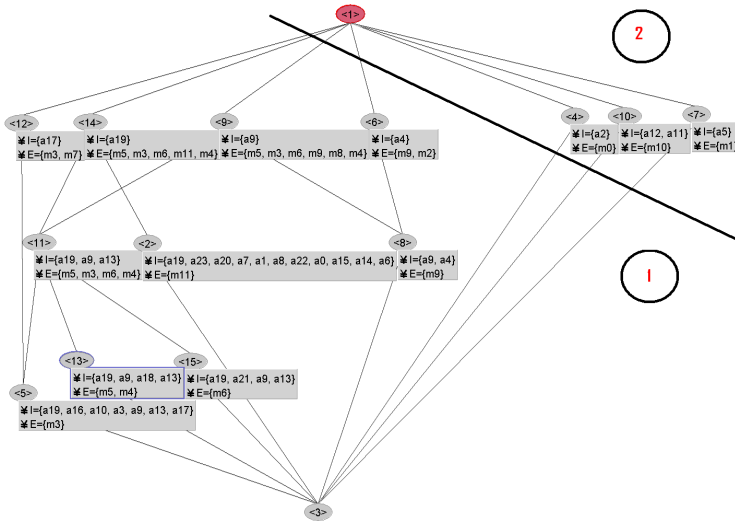 <1>
2
<12>
<14>
<9>
<6>
<4>
<10>
<7>
¥ I={a17}
¥ E={m3, m7}
¥ I={a19}
¥ E={m5, m3, m6, m11, m4}
¥ I={a9}
¥ E={m5, m3, m6, m9, m8, m4}
¥ I={a4}
¥ E={m9, m2}
¥ I={a2}
¥ E={m0}
¥ I={a12, a11}
¥ E={m10}
¥ I={a5}
¥ E={m1}
<11>
<2>
<8>
¥ I={a19, a9, a13}
¥ E={m5, m3, m6, m4}
¥ I={a19, a23, a20, a7, a1, a8, a22, a0, a15, a14, a6}
¥ E={m11}
¥ I={a9, a4}
¥ E={m9}
1
<13>
<15>
¥ I={a19, a9, a18, a13}
¥ E={m5, m4}
¥ I={a19, a21, a9, a13}
¥ E={m6}
<5>
¥ I={a19, a16, a10, a3, a9, a13, a17}
¥ E={m3}
<3>